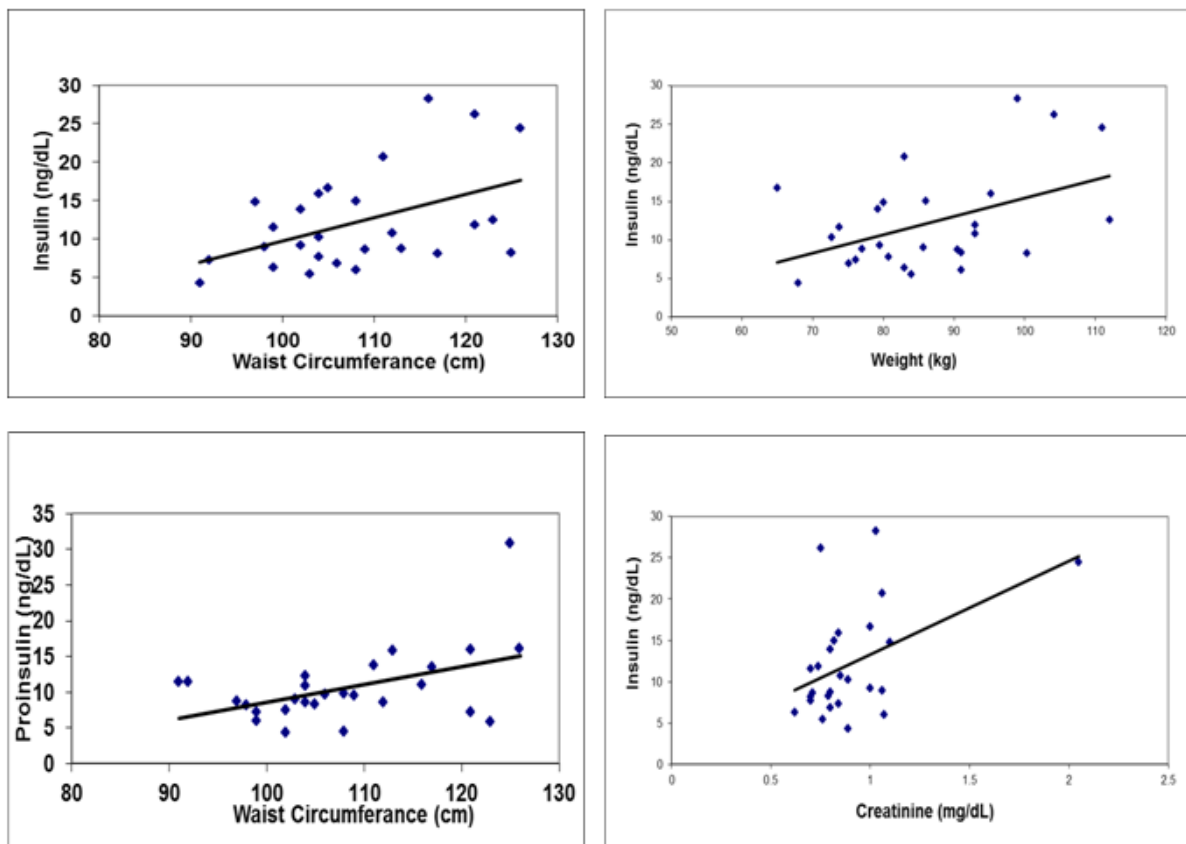 30
25
20
15
10
5
0
Insulin (ng/dL)
80 90 100 110 120 130
Waist Circumferance (cm)
30
25
20
15
10
5
0
Insulin (ng/dL)
50 60 70 80 90 100 110 120
Weight (kg)
35
30
25
20
15
10
5
0
Proinsulin (ng/dL)
80 90 100 110 120 130
Waist Circumferance (cm)
30
25
20
15
10
5
0
Insulin (ng/dL)
0 0.5 1 1.5 2 2.5
Creatinine (mg/dL)